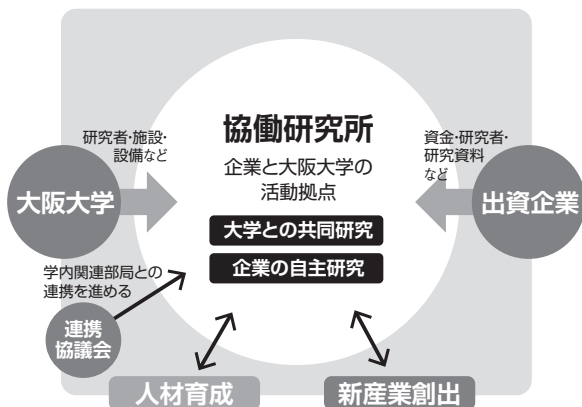 協働研究所
企業と大阪大学の
活動拠点
大学との共同研究
企業の自主研究
研究者・施設・
設備など
大阪大学
資金・研究者・
研究資料
など
出資企業
学内関連部局との
連携を進める
連携
協議会
人材育成
新産業創出